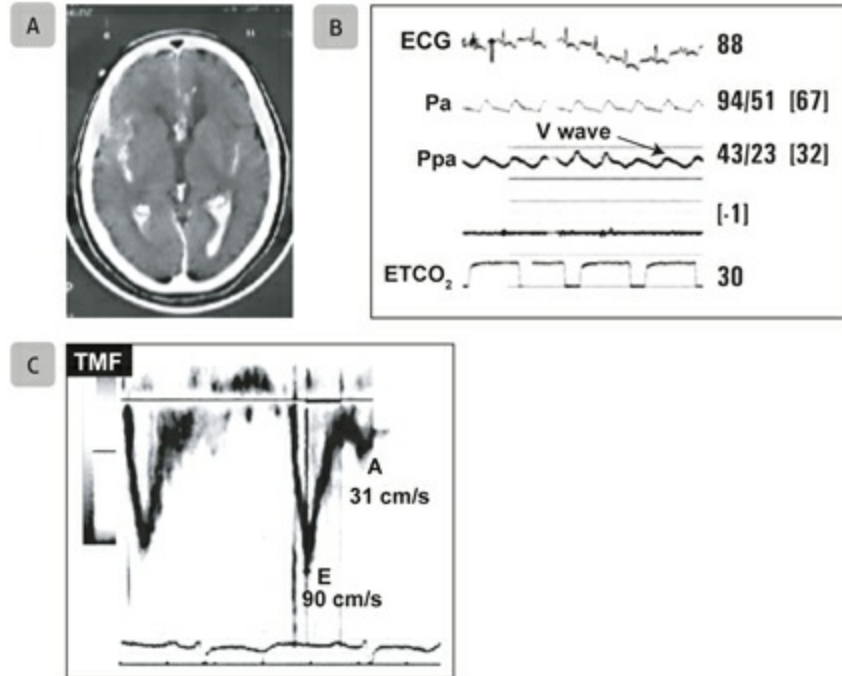 A
B
ECG
88
Pa
94/51 [67]
V wave
Ppa
43/23 [32]
[-1]
ETCO₂
30
C
TMF
A
31 cm/s
E
90 cm/s